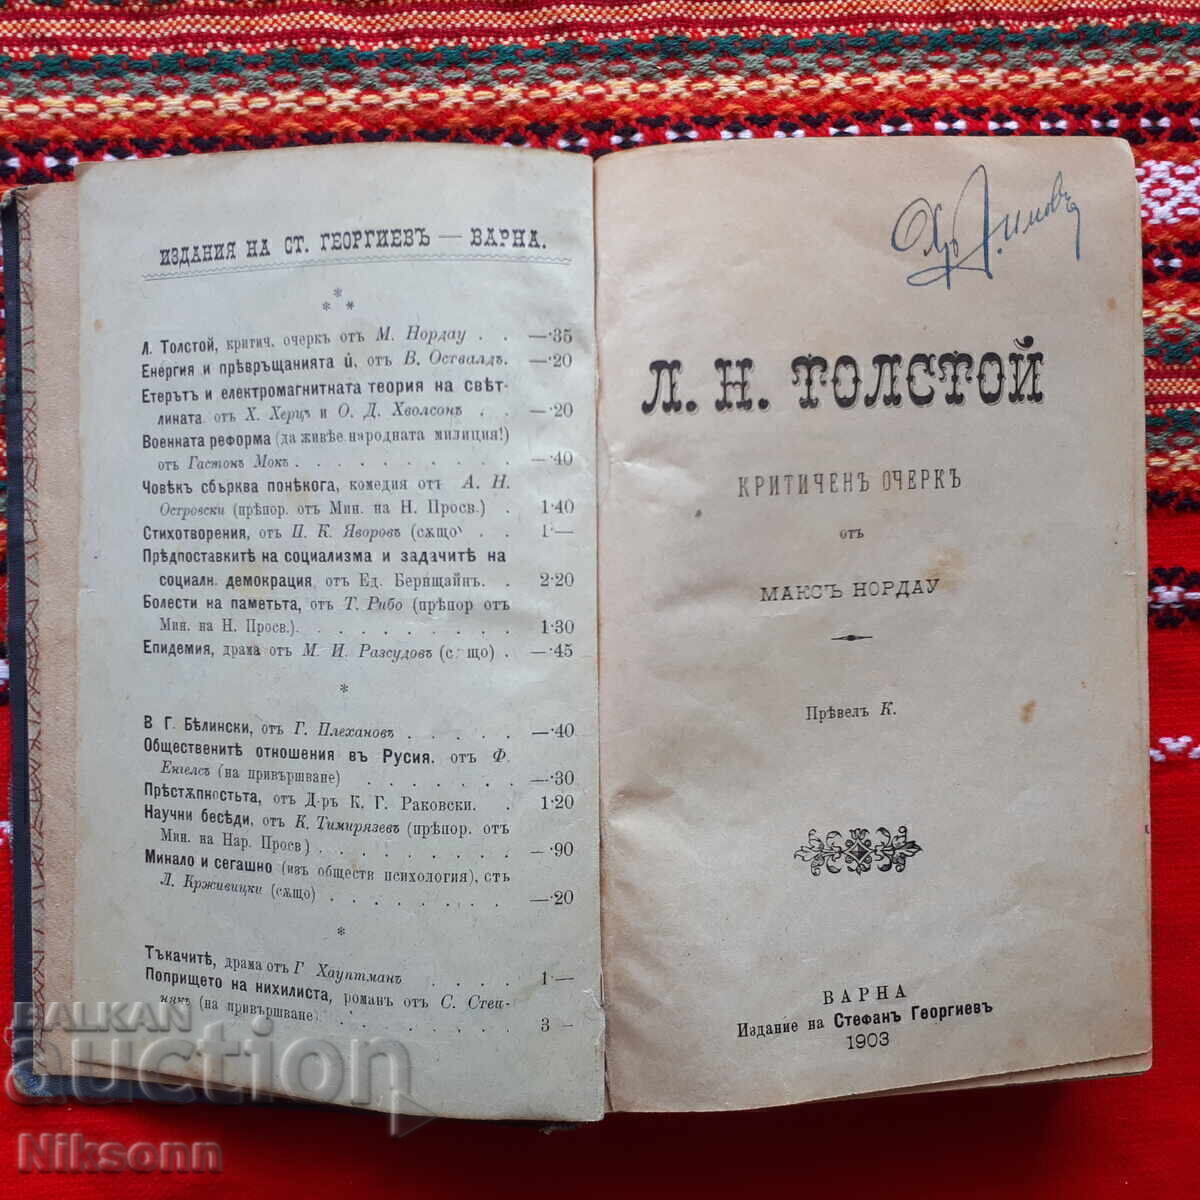 ИЗДАНИЯ НА СТ. ГЕОРГИЕВЪ — ВАРНА.
Л. Толстой, критич. очеркъ отъ М. Нордау . . —·35
Енергия и прѣвръщанията ѝ, отъ В. Оствалдъ. —·20
Етерътъ и електромагнитната теория на свѣт-
лината отъ Х. Херцъ и О. Д. Хволсонъ . . —·20
Военната реформа (да живѣе народната милиция!)
отъ Гастонъ Мокъ . . . . . . . . . —·40
Човѣкъ сбърква понѣкога, комедия отъ А. Н.
Островски (прѣпор. отъ Мин. на Н. Просв.) . 1·40
Стихотворения, отъ П. К. Яворовъ (сѫщо) . . 1·—
Прѣдпоставкитѣ на социализма и задачитѣ на
социалн. демокрация, отъ Ед. Бернщайнъ. . 2·20
Болести на паметьта, отъ Т. Рибо (прѣпор отъ
Мин. на Н. Просв.). . . . . . . . . 1·30
Епидемия, драма отъ М. И. Разсудовъ (сѫщо) . —·45
В Г. Бѣлински, отъ Г. Плехановъ . . . . . —·40
Общественитѣ отношения въ Русия, отъ Ф.
Енгелсъ (на привършване) . . . . . . . —·30
Прѣстѫпностьта, отъ Д-ръ К. Г. Раковски. . 1·20
Научни бесѣди, отъ К. Тимирязевъ (прѣпор. отъ
Мин. на Нар. Просв) . . . . . . . . —·90
Минало и сегашно (изъ обществ психология), отъ
Л. Крживицки (сѫщо) . . . . . . . —·20
Тъкачитѣ, драма отъ Г Хауптманъ . . . . 1·—
Попрището на нихилиста, романъ отъ С. Степ-
някъ (на привършване) . . . . . . . 3 -
Л. Н. ТОЛСТОЙ
КРИТИЧЕНЪ ОЧЕРКЪ
отъ
МАКСЪ НОРДАУ
Прѣвелъ К.
ВАРНА
Издание на Стефанъ Георгиевъ
1903
BALKAN
auction
Niksonn